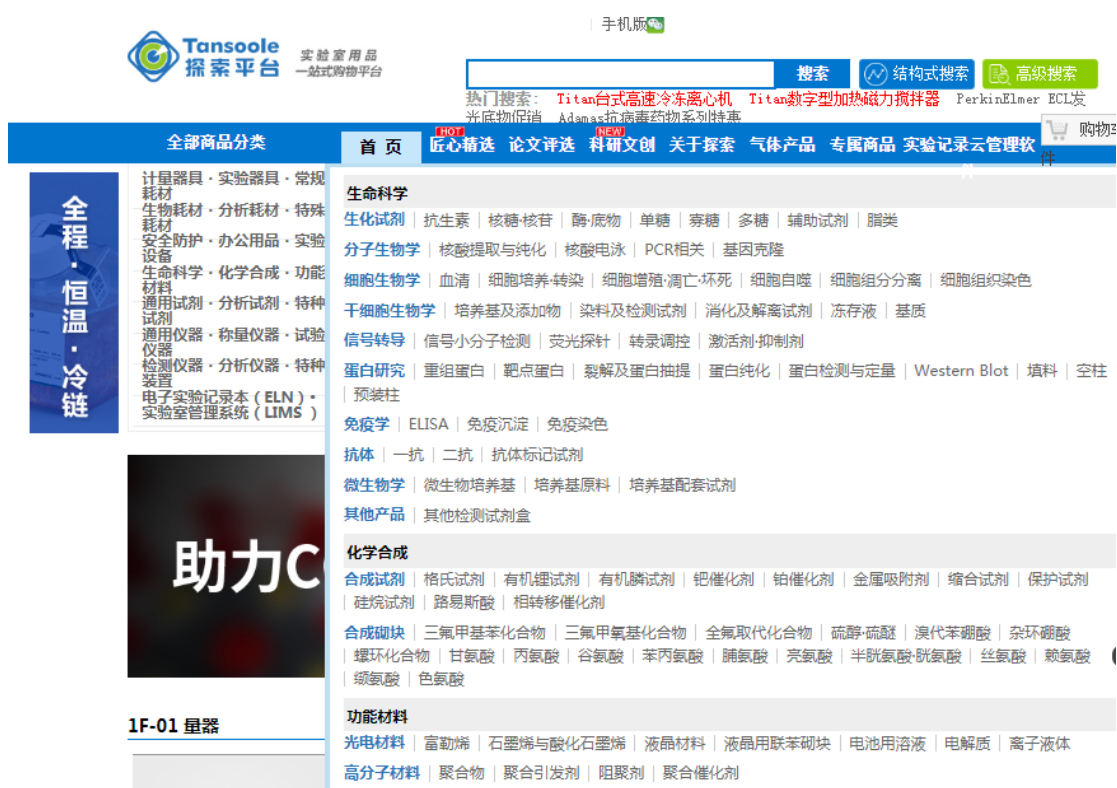 手机版
Tansoole
探索平台
实验室用品
一站式购物平台
搜索
结构式搜索
高级搜索
热门搜索: Titan台式高速冷冻离心机 Titan数字型加热磁力搅拌器 PerkinElmer ECL发
光底物促销 Adamas抗病毒药物系列特惠
购物车
全部商品分类
首 页
HOT
匠心精选
论文评选
NEW
科研文创
关于探索
气体产品
专属商品
实验记录云管理软
件
全程·恒温·冷链
计量器具·实验器具·常规
耗材
生物耗材·分析耗材·特殊
耗材
安全防护·办公用品·实验
设备
生命科学·化学合成·功能
材料
通用试剂·分析试剂·特种
试剂
通用仪器·称量仪器·试验
仪器
检测仪器·分析仪器·特种
装置
电子实验记录本（ELN）·
实验室管理系统（LIMS ）
生命科学
生化试剂 | 抗生素 | 核糖·核苷 | 酶·底物 | 单糖 | 寡糖 | 多糖 | 辅助试剂 | 脂类
分子生物学 | 核酸提取与纯化 | 核酸电泳 | PCR相关 | 基因克隆
细胞生物学 | 血清 | 细胞培养·转染 | 细胞增殖·凋亡·坏死 | 细胞自噬 | 细胞组分分离 | 细胞组织染色
干细胞生物学 | 培养基及添加物 | 染料及检测试剂 | 消化及解离试剂 | 冻存液 | 基质
信号转导 | 信号小分子检测 | 荧光探针 | 转录调控 | 激活剂·抑制剂
蛋白研究 | 重组蛋白 | 靶点蛋白 | 裂解及蛋白抽提 | 蛋白纯化 | 蛋白检测与定量 | Western Blot | 填料 | 空柱
| 预装柱
免疫学 | ELISA | 免疫沉淀 | 免疫染色
抗体 | 一抗 | 二抗 | 抗体标记试剂
微生物学 | 微生物培养基 | 培养基原料 | 培养基配套试剂
其他产品 | 其他检测试剂盒
化学合成
合成试剂 | 格氏试剂 | 有机锂试剂 | 有机膦试剂 | 钯催化剂 | 铂催化剂 | 金属吸附剂 | 缩合试剂 | 保护试剂
| 硅烷试剂 | 路易斯酸 | 相转移催化剂
合成砌块 | 三氟甲基苯化合物 | 三氟甲氧基化合物 | 全氟取代化合物 | 硫醇·硫醚 | 溴代苯硼酸 | 杂环硼酸
| 螺环化合物 | 甘氨酸 | 丙氨酸 | 谷氨酸 | 苯丙氨酸 | 脯氨酸 | 亮氨酸 | 半胱氨酸·胱氨酸 | 丝氨酸 | 赖氨酸
| 缬氨酸 | 色氨酸
功能材料
光电材料 | 富勒烯 | 石墨烯与酸化石墨烯 | 液晶材料 | 液晶用联苯砌块 | 电池用溶液 | 电解质 | 离子液体
高分子材料 | 聚合物 | 聚合引发剂 | 阻聚剂 | 聚合催化剂
助力C
1F-01 量器